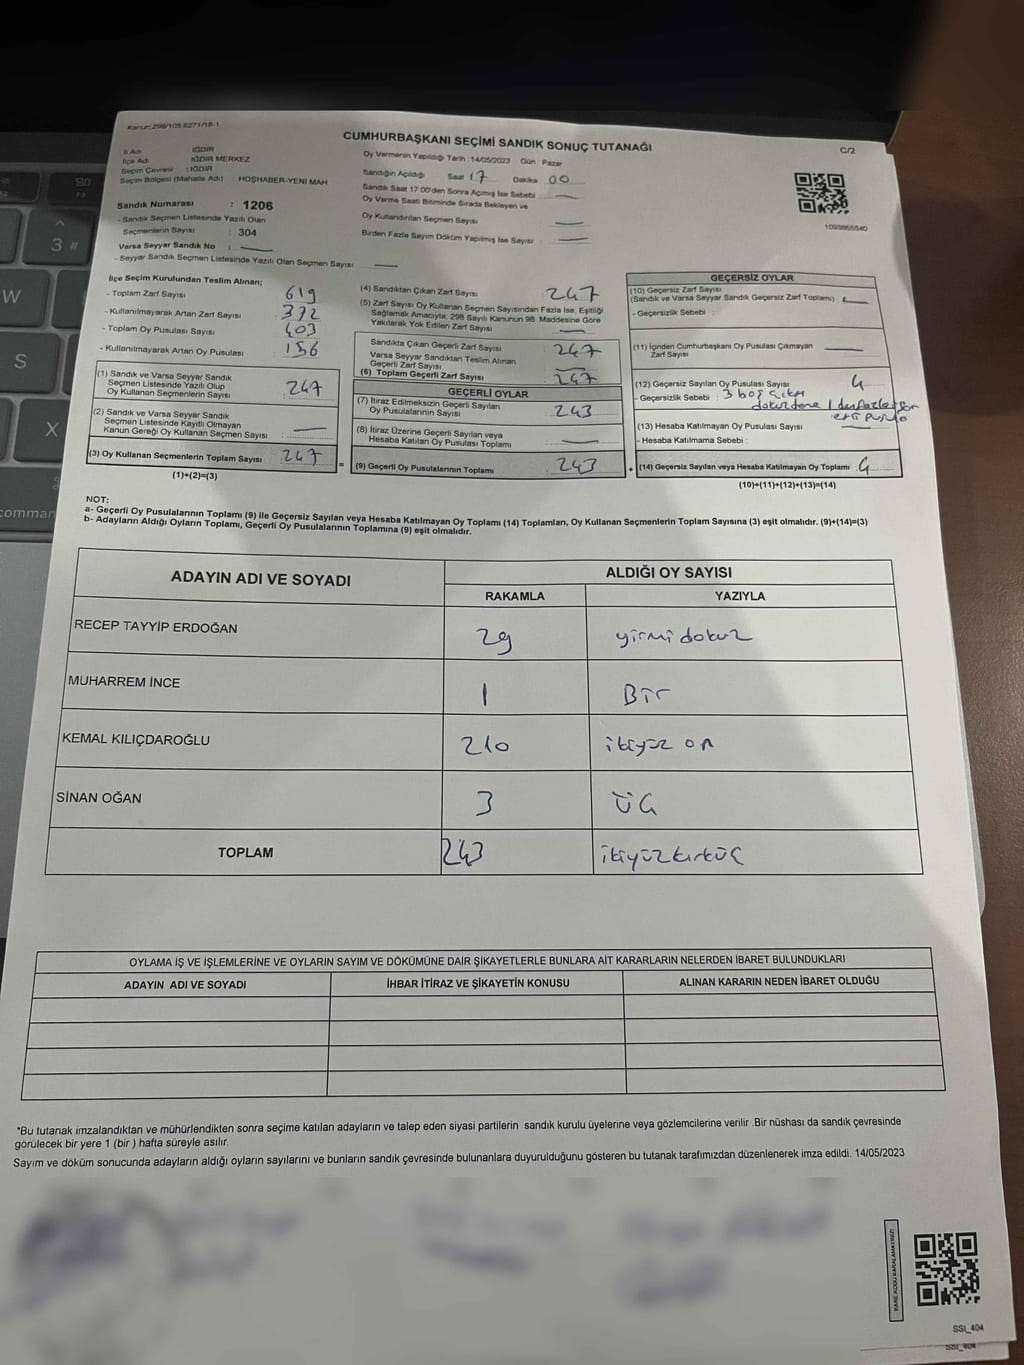 Kanun:298/105,6271/18-1
CUMHURBAŞKANI SEÇİMİ SANDIK SONUÇ TUTANAĞI
C/2
İl Adı : IĞDIR
İlçe Adı : IĞDIR MERKEZ
Seçim Çevresi : IĞDIR
Seçim Bölgesi (Mahalle Adı) : HOŞHABER-YENİ MAH
Sandık Numarası : 1206
- Sandık Seçmen Listesinde Yazılı Olan
Seçmenlerin Sayısı : 304
Varsa Seyyar Sandık No :
- Seyyar Sandık Seçmen Listesinde Yazılı Olan Seçmen Sayısı
Oy Vermenin Yapıldığı Tarih :14/05/2023 Gün : Pazar
Sandığın Açıldığı Saat 17 Dakika 00
Sandık Saat 17:00'den Sonra Açımış İse Sebebi
Oy Verme Saati Bitiminde Sırada Bekleyen ve
Oy Kullandırılan Seçmen Sayısı
Birden Fazla Sayım Döküm Yapılmış İse Sayısı
İlçe Seçim Kurulundan Teslim Alınan;
- Toplam Zarf Sayısı 619
- Kullanılmayarak Artan Zarf Sayısı 372
- Toplam Oy Pusulası Sayısı 403
- Kullanılmayarak Artan Oy Pusulası 156
(1) Sandık ve Varsa Seyyar Sandık
Seçmen Listesinde Yazılı Olup
Oy Kullanan Seçmenlerin Sayısı 247
(2) Sandık ve Varsa Seyyar Sandık
Seçmen Listesinde Kayıtlı Olmayan
Kanun Gereği Oy Kullanan Seçmen Sayısı
(3) Oy Kullanan Seçmenlerin Toplam Sayısı 247
(1)+(2)=(3)
(4) Sandıktan Çıkan Zarf Sayısı 247
(5) Zarf Sayısı Oy Kullanan Seçmen Sayısından Fazla İse, Eşitliği
Sağlamak Amacıyla, 298 Sayılı Kanunun 98. Maddesine Göre
Yakılarak Yok Edilen Zarf Sayısı
Sandıkta Çıkan Geçerli Zarf Sayısı 247
Varsa Seyyar Sandıktan Teslim Alınan
Geçerli Zarf Sayısı
(6) Toplam Geçerli Zarf Sayısı 247
GEÇERLİ OYLAR
(7) İtiraz Edilmeksizin Geçerli Sayılan
Oy Pusulalarının Sayısı 243
(8) İtiraz Üzerine Geçerli Sayılan veya
Hesaba Katılan Oy Pusulası Toplamı
= (9) Geçerli Oy Pusulalarının Toplamı 243
GEÇERSİZ OYLAR
(10) Geçersiz Zarf Sayısı
(Sandık ve Varsa Seyyar Sandık Geçersiz Zarf Toplamı)
- Geçersizlik Sebebi :
(11) İçinden Cumhurbaşkanı Oy Pusulası Çıkmayan
Zarf Sayısı
(12) Geçersiz Sayılan Oy Pusulası Sayısı 4
- Geçersizlik Sebebi : 3 boş
(13) Hesaba Katılmayan Oy Pusulası Sayısı
- Hesaba Katılmama Sebebi :
+ (14) Geçersiz Sayılan veya Hesaba Katılmayan Oy Toplamı 4
(10)+(11)+(12)+(13)=(14)
NOT:
a- Geçerli Oy Pusulalarının Toplamı (9) ile Geçersiz Sayılan veya Hesaba Katılmayan Oy Toplamı (14) Toplamları, Oy Kullanan Seçmenlerin Toplam Sayısına (3) eşit olmalıdır. (9)+(14)=(3)
b- Adayların Aldığı Oyların Toplamı, Geçerli Oy Pusulalarının Toplamına (9) eşit olmalıdır.
ADAYIN ADI VE SOYADI
ALDIĞI OY SAYISI
RAKAMLA YAZIYLA
RECEP TAYYİP ERDOĞAN 29 yirmi dokuz
MUHARREM İNCE 1 Bir
KEMAL KILIÇDAROĞLU 210 ikiyüz on
SİNAN OĞAN 3 üç
TOPLAM 243 ikiyüzkırküç
OYLAMA İŞ VE İŞLEMLERİNE VE OYLARIN SAYIM VE DÖKÜMÜNE DAİR ŞİKAYETLERLE BUNLARA AİT KARARLARIN NELERDEN İBARET BULUNDUKLARI
ADAYIN ADI VE SOYADI İHBAR İTİRAZ VE ŞİKAYETİN KONUSU ALINAN KARARIN NEDEN İBARET OLDUĞU
*Bu tutanak imzalandıktan ve mühürlendikten sonra seçime katılan adayların ve talep eden siyasi partilerin sandık kurulu üyelerine veya gözlemcilerine verilir .Bir nüshası da sandık çevresinde
görülecek bir yere 1 (bir ) hafta süreyle asılır.
Sayım ve döküm sonucunda adayların aldığı oyların sayılarını ve bunların sandık çevresinde bulunanlara duyurulduğunu gösteren bu tutanak tarafımızdan düzenlenerek imza edildi. 14/05/2023
KARE KODU KARALAMAYINIZ!
SSI_404
SSI_404
W
S
X
3 #
comman